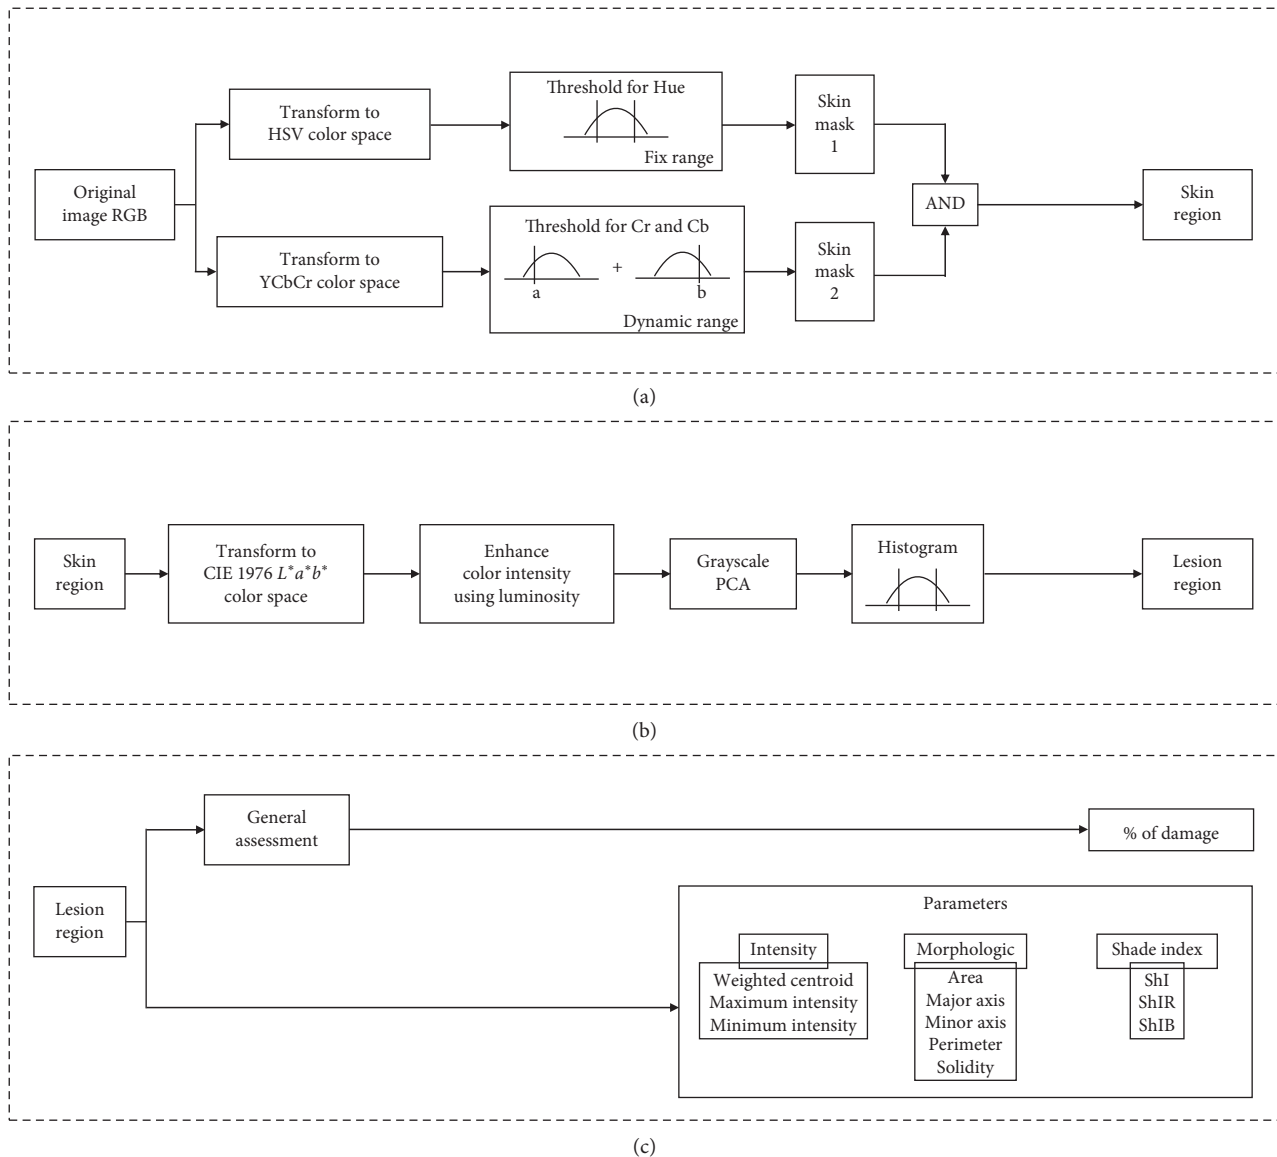 Original
image RGB
Transform to
HSV color space
Threshold for Hue
Fix range
Skin
mask
1
Transform to
YCbCr color space
Threshold for Cr and Cb
+
a
b
Dynamic range
Skin
mask
2
AND
Skin
region
(a)
Skin
region
Transform to
CIE 1976 L*a*b*
color space
Enhance
color intensity
using luminosity
Grayscale
PCA
Histogram
Lesion
region
(b)
Lesion
region
General
assessment
% of damage
Parameters
Intensity
Weighted centroid
Maximum intensity
Minimum intensity
Morphologic
Area
Major axis
Minor axis
Perimeter
Solidity
Shade index
ShI
ShIR
ShIB
(c)